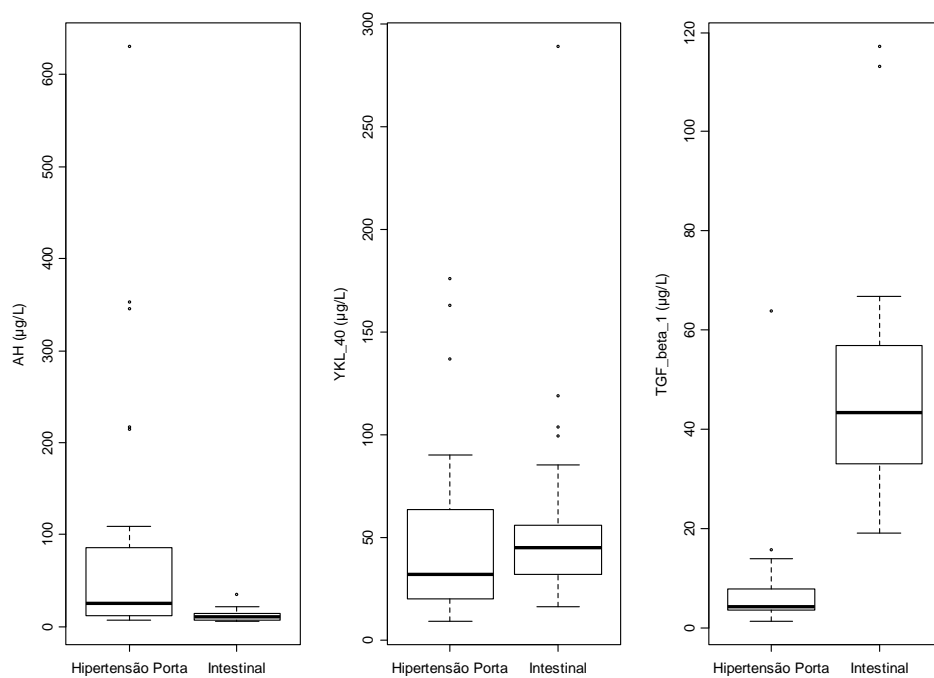 AH (µg/L)
0
100
200
300
400
500
600
Hipertensão Porta
Intestinal
YKL_40 (µg/L)
0
50
100
150
200
250
300
Hipertensão Porta
Intestinal
TGF_beta_1 (µg/L)
0
20
40
60
80
100
120
Hipertensão Porta
Intestinal